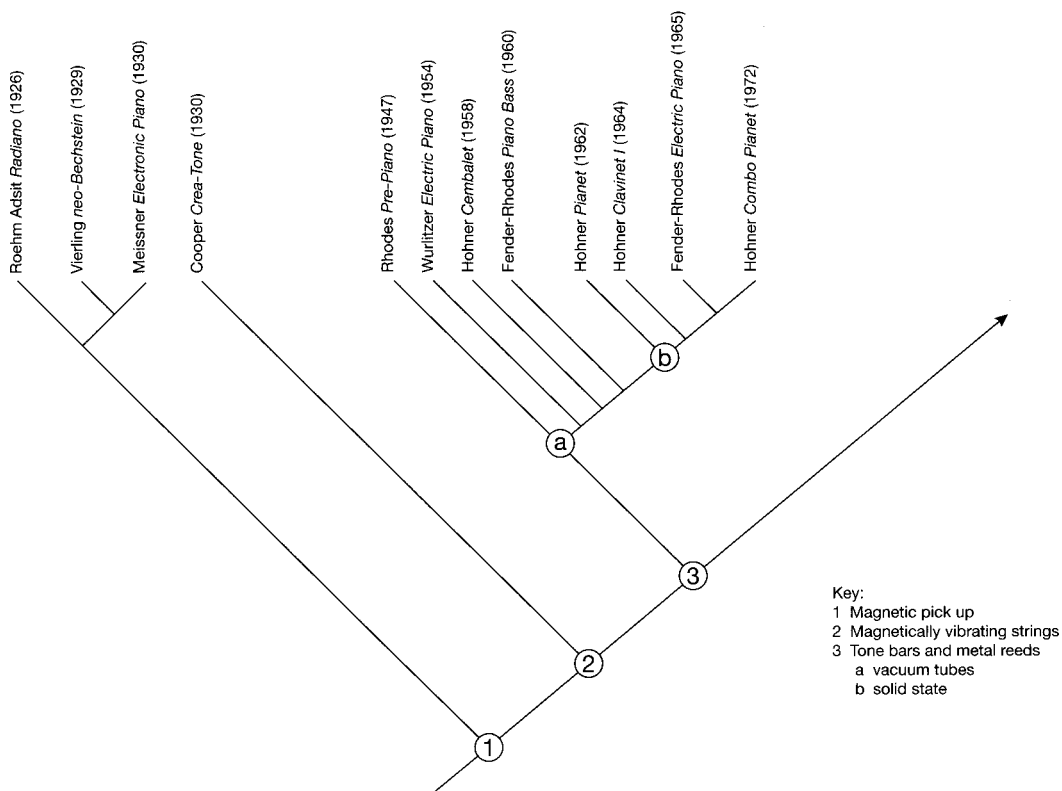 Roehm Adsit Radiano (1926)
Vierling neo-Bechstein (1929)
Meissner Electronic Piano (1930)
Cooper Crea-Tone (1930)
Rhodes Pre-Piano (1947)
Wurlitzer Electric Piano (1954)
Hohner Cembalet (1958)
Fender-Rhodes Piano Bass (1960)
Hohner Pianet (1962)
Hohner Clavinet I (1964)
Fender-Rhodes Electric Piano (1965)
Hohner Combo Pianet (1972)
b
a
3
2
1
Key:
1 Magnetic pick up
2 Magnetically vibrating strings
3 Tone bars and metal reeds
a vacuum tubes
b solid state